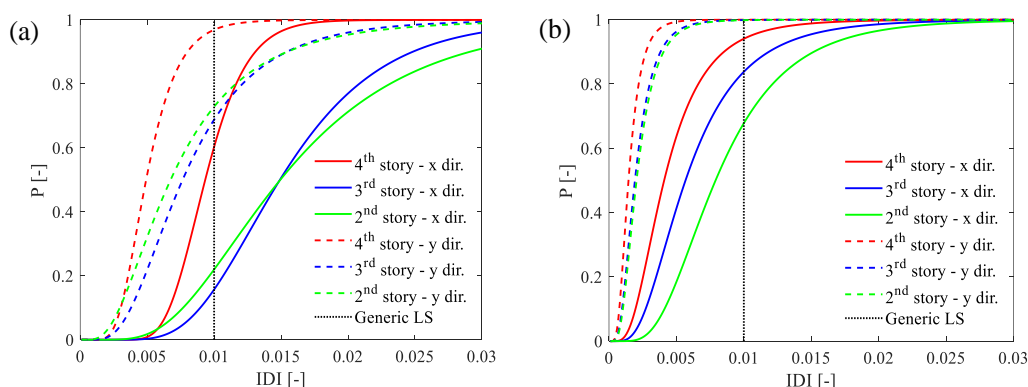 (a)
1
0.8
0.6
0.4
0.2
0
P [-]
4th story - x dir.
3rd story - x dir.
2nd story - x dir.
4th story - y dir.
3rd story - y dir.
2nd story - y dir.
Generic LS
0 0.005 0.01 0.015 0.02 0.025 0.03
IDI [-]
(b)
1
0.8
0.6
0.4
0.2
0
P [-]
4th story - x dir.
3rd story - x dir.
2nd story - x dir.
4th story - y dir.
3rd story - y dir.
2nd story - y dir.
Generic LS
0 0.005 0.01 0.015 0.02 0.025 0.03
IDI [-]